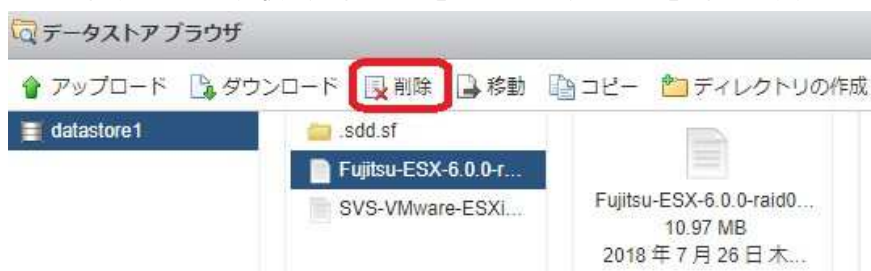 データストアブラウザ
アップロード ダウンロード 削除 移動 コピー ディレクトリの作成
datastore1
.sdd.sf
Fujitsu-ESX-6.0.0-r...
SVS-VMware-ESXi...
Fujitsu-ESX-6.0.0-raid0...
10.97 MB
2018 年 7 月 26 日 木...